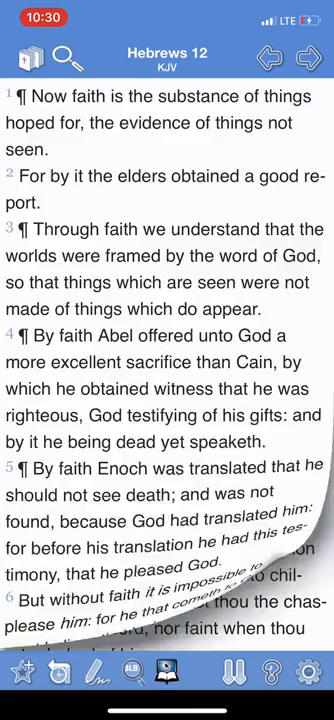 10:30
LTE
Hebrews 12
KJV
1 ¶ Now faith is the substance of things
hoped for, the evidence of things not
seen.
2 For by it the elders obtained a good re-
port.
3 ¶ Through faith we understand that the
worlds were framed by the word of God,
so that things which are seen were not
made of things which do appear.
4 ¶ By faith Abel offered unto God a
more excellent sacrifice than Cain, by
which he obtained witness that he was
righteous, God testifying of his gifts: and
by it he being dead yet speaketh.
5 ¶ By faith Enoch was translated that he
should not see death; and was not
found, because God had translated him:
for before his translation he had this tes-
timony, that he pleased God.
6 But without faith it is impossible to
please him: for he that cometh to
chil-
thou the chas-
nor faint when thou
BLB